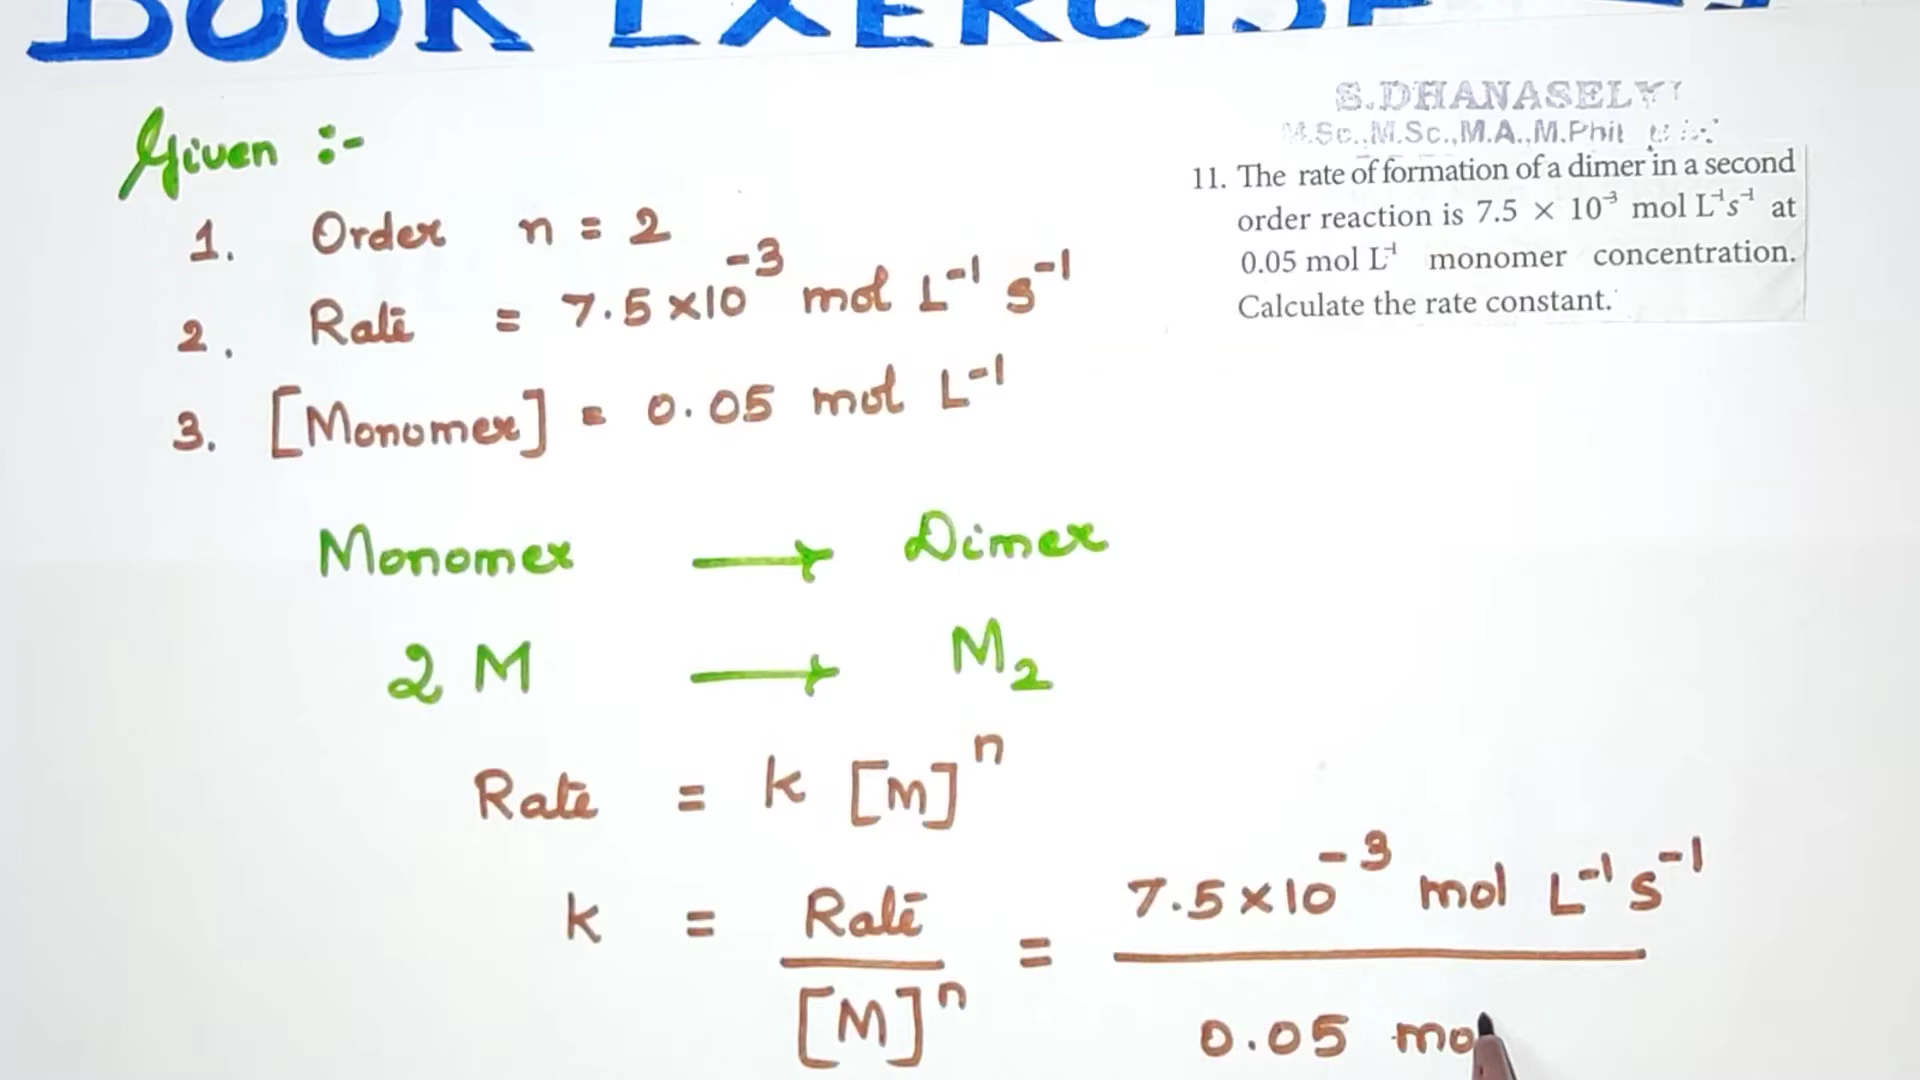 BOOK EXERCISE
Given :-
1. Order n = 2
2. Rate = 7.5 ×10⁻³ mol L⁻¹ s⁻¹
3. [Monomer] = 0.05 mol L⁻¹
Monomer → Dimer
2 M → M₂
Rate = k [M]ⁿ
k = Rate / [M]ⁿ = 7.5×10⁻³ mol L⁻¹ s⁻¹ / 0.05 mo
S.DHANASELVI
M.Sc.,M.Sc.,M.A.,M.Phil
11. The rate of formation of a dimer in a second
order reaction is 7.5 × 10⁻³ mol L⁻¹s⁻¹ at
0.05 mol L⁻¹ monomer concentration.
Calculate the rate constant.